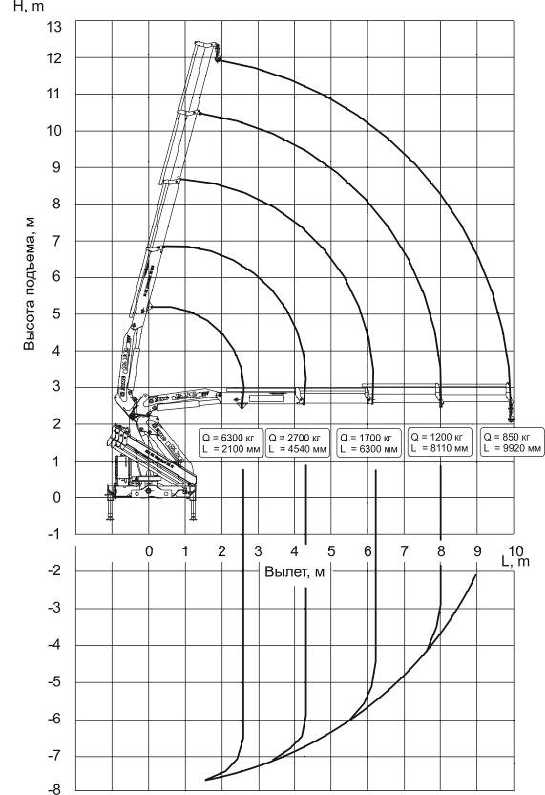 H, m
13
12
11
10
9
8
7
6
5
4
3
2
1
0
-1
Высота подъема, м
Q = 6300 кг
L = 2100 мм
Q = 2700 кг
L = 4540 мм
Q = 1700 кг
L = 6300 мм
Q = 1200 кг
L = 8110 мм
Q = 850 кг
L = 9920 мм
0 1 2 3 4 5 6 7 8 9 10
Вылет, м
L, m
-2
-3
-4
-5
-6
-7
-8